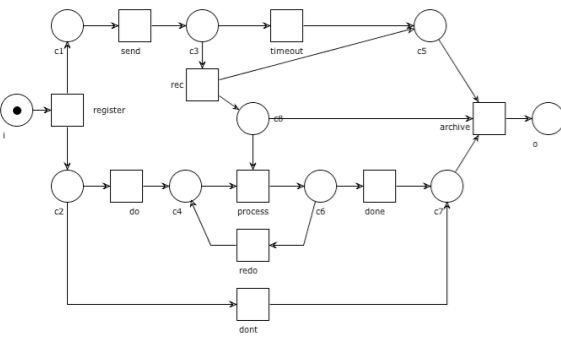 c1
send
c3
timeout
c5
rec
i
register
c8
archive
o
c2
do
c4
process
c6
done
c7
redo
dont